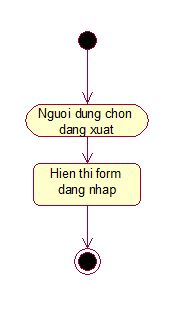 Nguoi dung chon
dang xuat
Hien thi form
dang nhap